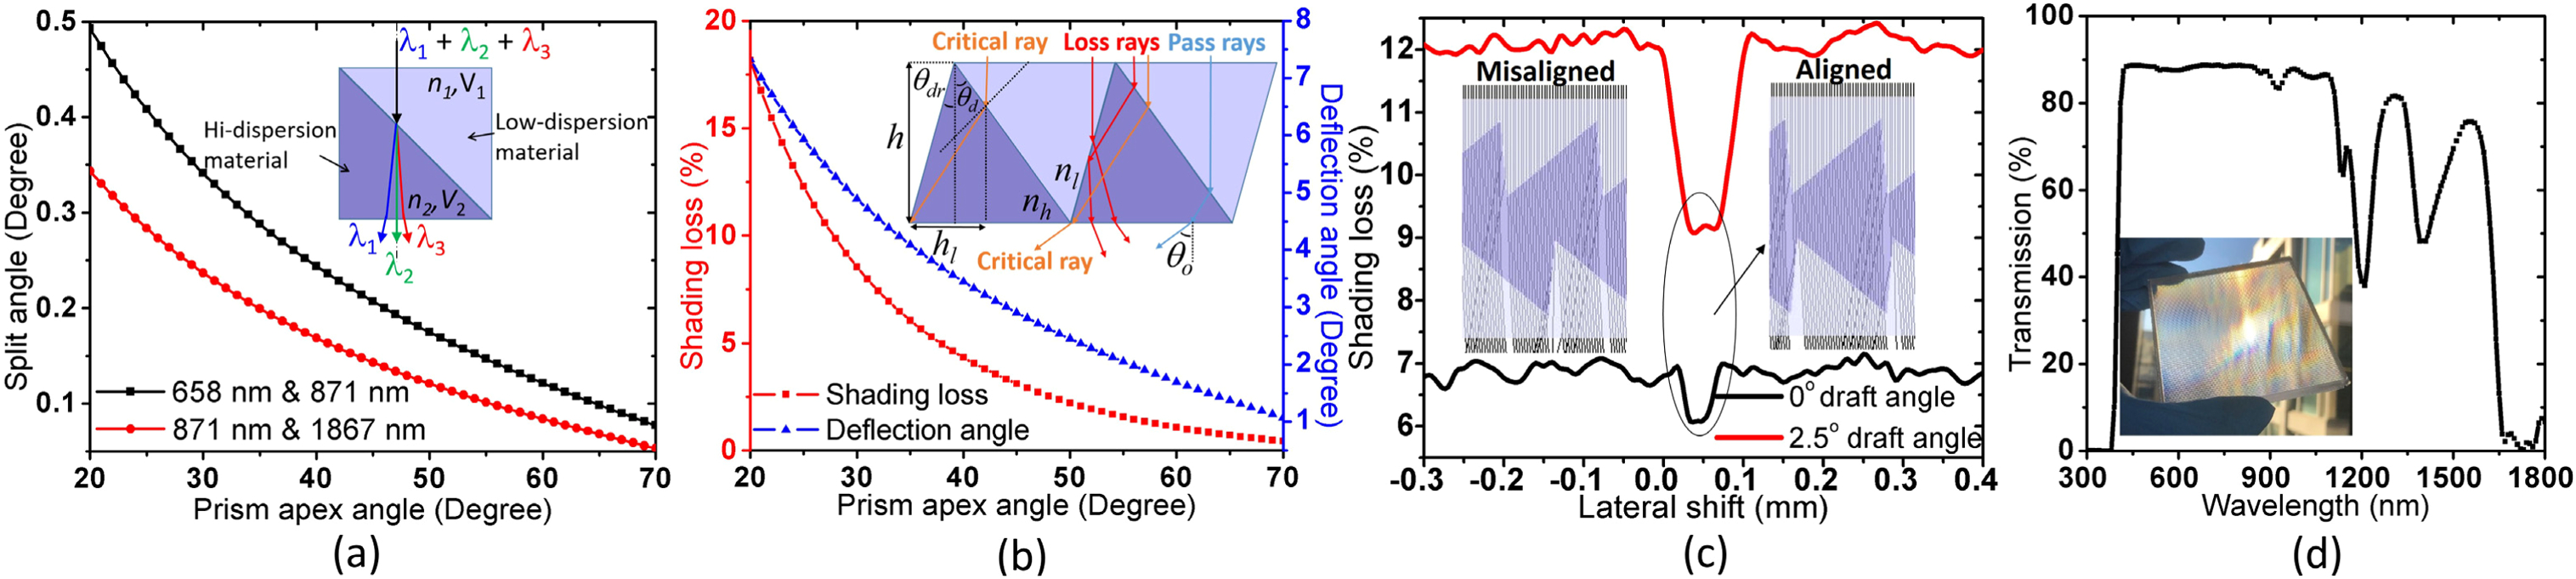 0.5
0.4
0.3
0.2
0.1
20 30 40 50 60 70
Split angle (Degree)
Prism apex angle (Degree)
λ1 + λ2 + λ3
n1,V1
Hi-dispersion
material
Low-dispersion
material
n2,V2
λ1 λ3
λ2
658 nm & 871 nm
871 nm & 1867 nm
(a)
20
15
10
5
0
Shading loss (%)
8
7
6
5
4
3
2
1
Deflection angle (Degree)
Critical ray Loss rays Pass rays
θdr θd
h
nl
nh
hl
Critical ray
θo
Shading loss
Deflection angle
20 30 40 50 60 70
Prism apex angle (Degree)
(b)
12
11
10
9
8
7
6
Shading loss (%)
Misaligned Aligned
0o draft angle
2.5o draft angle
-0.3 -0.2 -0.1 0.0 0.1 0.2 0.3 0.4
Lateral shift (mm)
(c)
100
80
60
40
20
0
Transmission (%)
300 600 900 1200 1500 1800
Wavelength (nm)
(d)